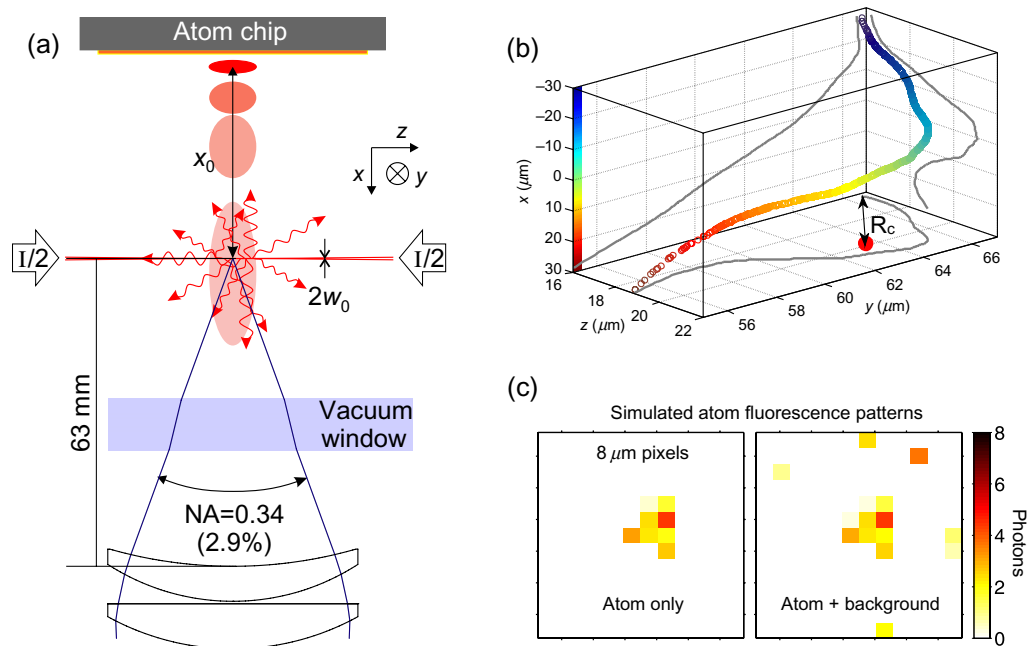 (a)
Atom chip
x₀
z
x
y
I/2
I/2
2w₀
63 mm
Vacuum
window
NA=0.34
(2.9%)
(b)
−30
−20
−10
0
10
20
30
x (μm)
16
18
20
22
z (μm)
56
58
60
62
64
66
y (μm)
Rc
(c)
Simulated atom fluorescence patterns
8 μm pixels
Atom only
Atom + background
8
6
4
2
0
Photons